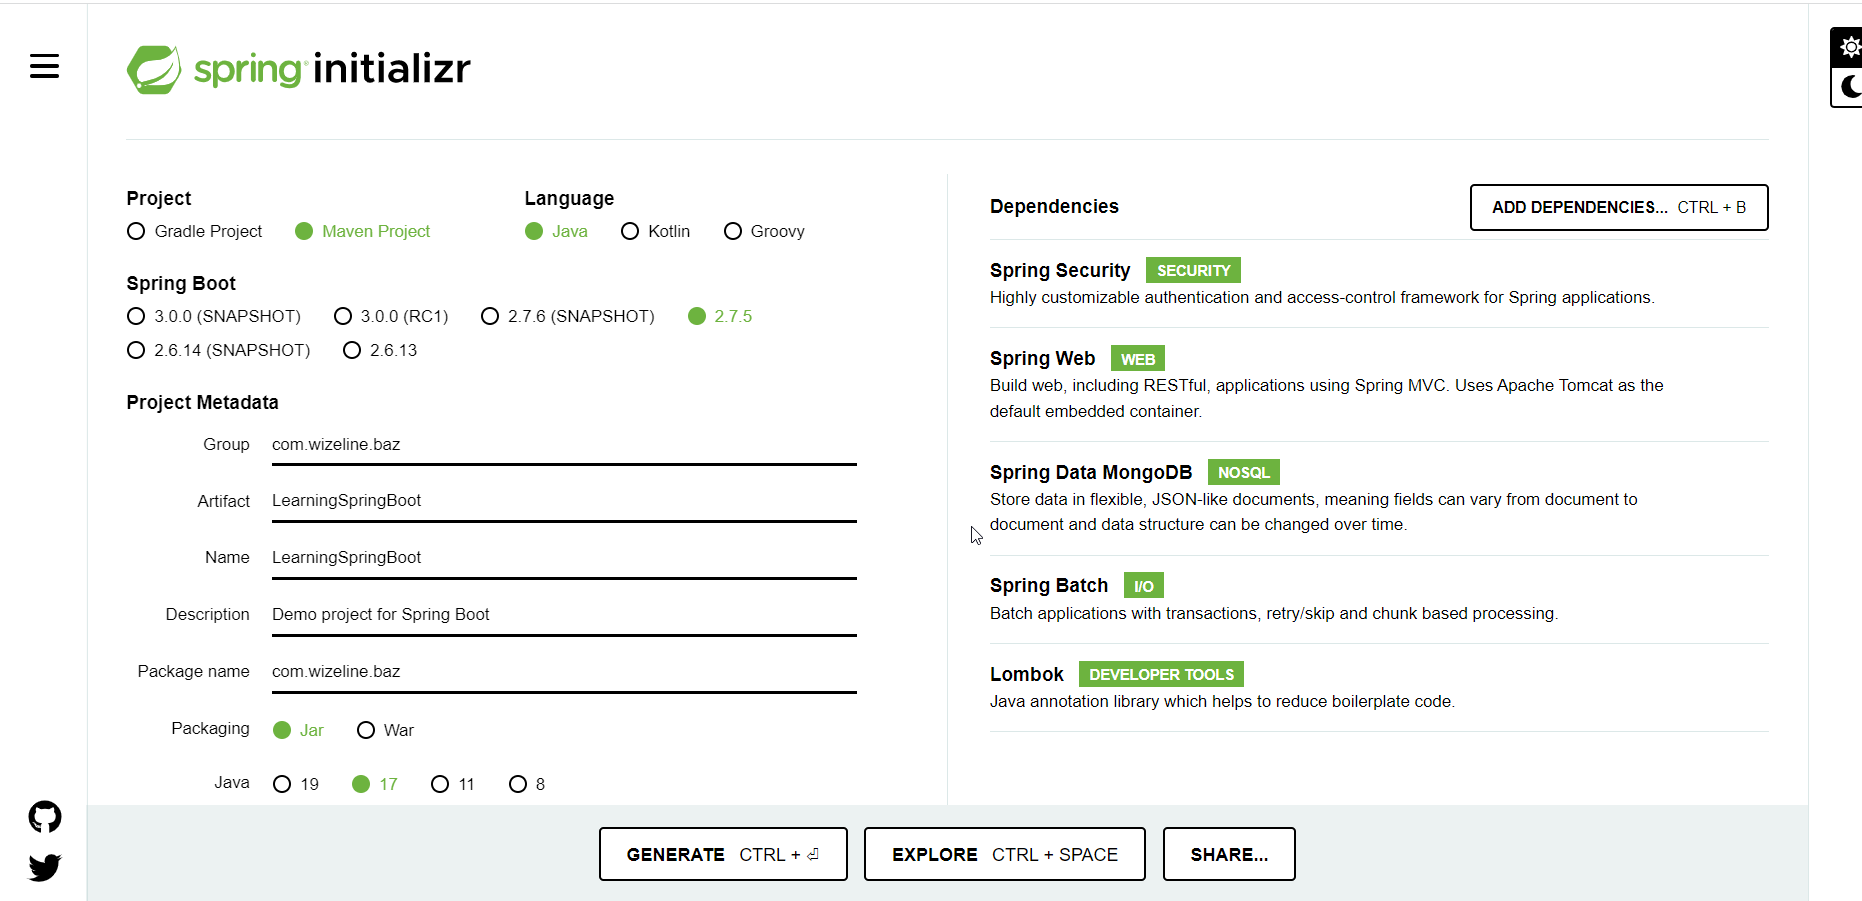 spring initializr
Project
Gradle Project Maven Project
Language
Java Kotlin Groovy
Spring Boot
3.0.0 (SNAPSHOT) 3.0.0 (RC1) 2.7.6 (SNAPSHOT) 2.7.5
2.6.14 (SNAPSHOT) 2.6.13
Project Metadata
Group com.wizeline.baz
Artifact LearningSpringBoot
Name LearningSpringBoot
Description Demo project for Spring Boot
Package name com.wizeline.baz
Packaging Jar War
Java 19 17 11 8
Dependencies
ADD DEPENDENCIES... CTRL + B
Spring Security SECURITY
Highly customizable authentication and access-control framework for Spring applications.
Spring Web WEB
Build web, including RESTful, applications using Spring MVC. Uses Apache Tomcat as the
default embedded container.
Spring Data MongoDB NOSQL
Store data in flexible, JSON-like documents, meaning fields can vary from document to
document and data structure can be changed over time.
Spring Batch I/O
Batch applications with transactions, retry/skip and chunk based processing.
Lombok DEVELOPER TOOLS
Java annotation library which helps to reduce boilerplate code.
GENERATE CTRL + ⏎
EXPLORE CTRL + SPACE
SHARE...